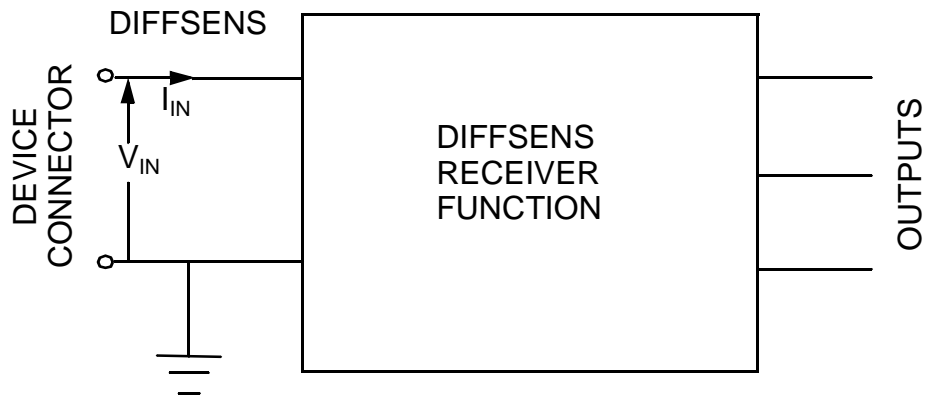 DIFFSENS
DEVICE
CONNECTOR
I_IN
V_IN
DIFFSENS
RECEIVER
FUNCTION
OUTPUTS